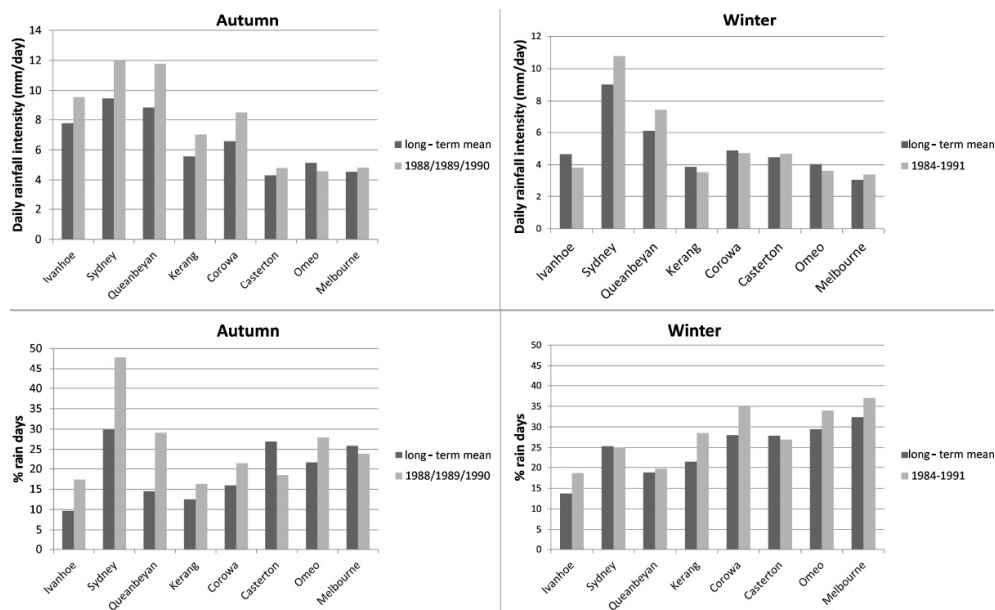 Autumn
Daily rainfall intensity (mm/day)
14
12
10
8
6
4
2
0
Ivanhoe
Sydney
Queanbeyan
Kerang
Corowa
Casterton
Omeo
Melbourne
long - term mean
1988/1989/1990
Winter
Daily rainfall intensity (mm/day)
12
10
8
6
4
2
0
Ivanhoe
Sydney
Queanbeyan
Kerang
Corowa
Casterton
Omeo
Melbourne
long - term mean
1984-1991
Autumn
% rain days
50
45
40
35
30
25
20
15
10
5
0
Ivanhoe
Sydney
Queanbeyan
Kerang
Corowa
Casterton
Omeo
Melbourne
long - term mean
1988/1989/1990
Winter
% rain days
50
45
40
35
30
25
20
15
10
5
0
Ivanhoe
Sydney
Queanbeyan
Kerang
Corowa
Casterton
Omeo
Melbourne
long - term mean
1984-1991